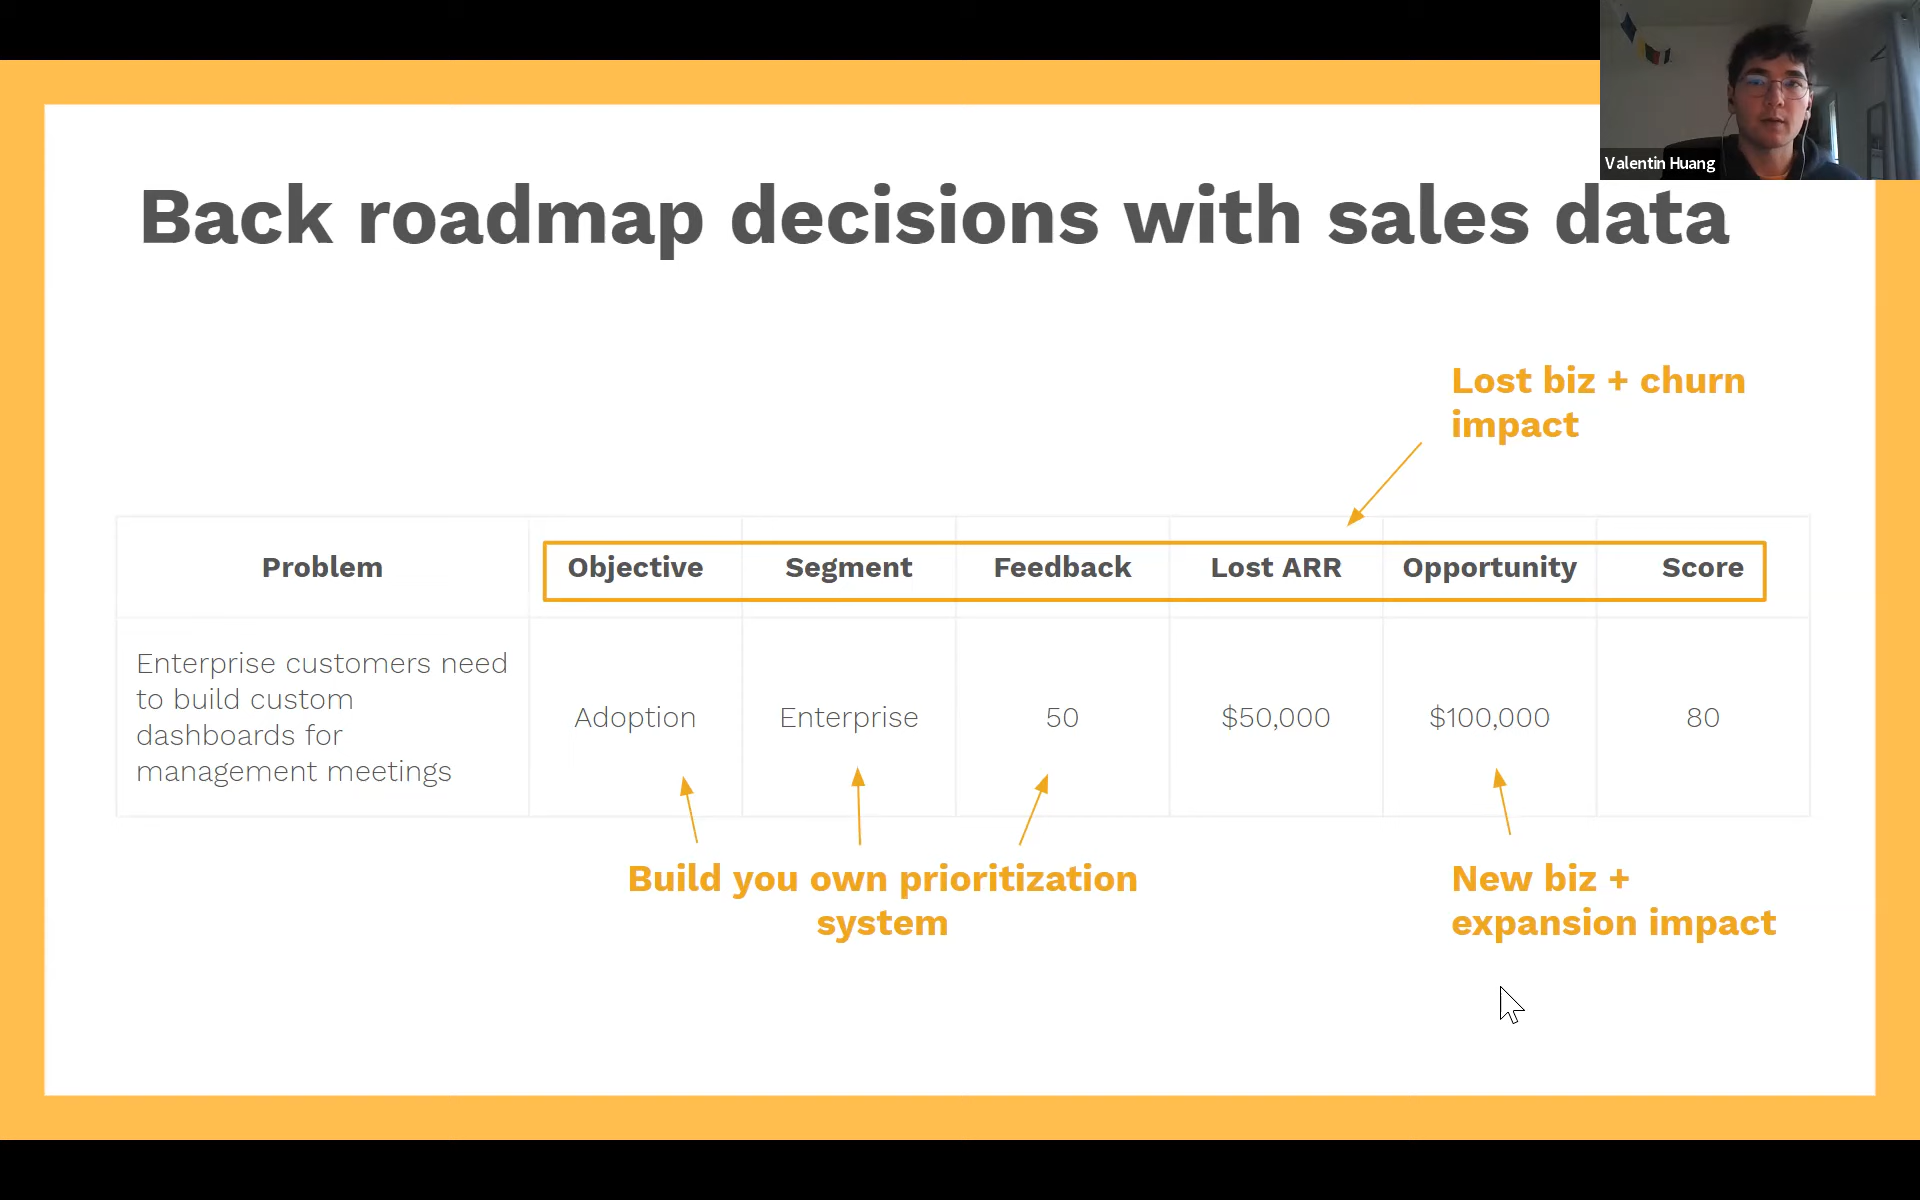 Valentin Huang
Back roadmap decisions with sales data
Lost biz + churn
impact
Problem
Objective
Segment
Feedback
Lost ARR
Opportunity
Score
Enterprise customers need
to build custom
dashboards for
management meetings
Adoption
Enterprise
50
$50,000
$100,000
80
Build you own prioritization
system
New biz +
expansion impact